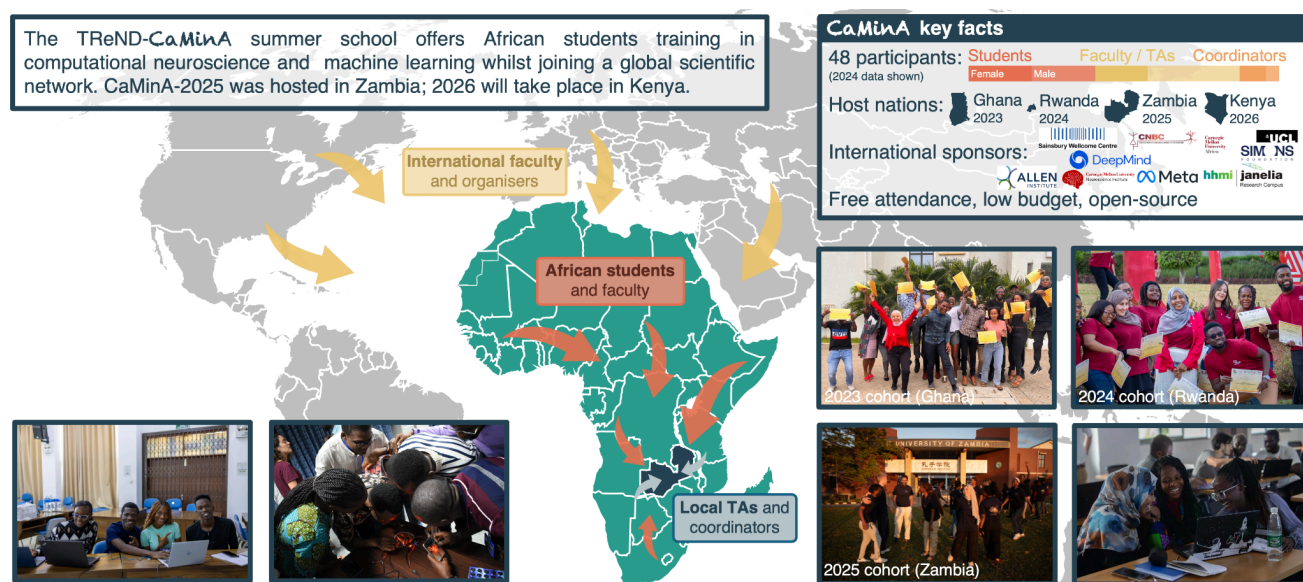 The TReND-CaMinA summer school offers African students training in
computational neuroscience and machine learning whilst joining a global scientific
network. CaMinA-2025 was hosted in Zambia; 2026 will take place in Kenya.
CaMinA key facts
48 participants:
(2024 data shown)
Students
Faculty / TAs
Coordinators
Female
Male
Host nations:
Ghana
2023
Rwanda
2024
Zambia
2025
Kenya
2026
International sponsors:
Sainsbury Wellcome Centre
CNBC
Carnegie
Mellon
University
Africa
UCL
SIMONS
FOUNDATION
DeepMind
ALLEN
INSTITUTE
Carnegie Mellon University
Neuroscience Institute
Meta
hhmi
janelia
Research Campus
Free attendance, low budget, open-source
International faculty
and organisers
African students
and faculty
Local TAs and
coordinators
2023 cohort (Ghana)
2024 cohort (Rwanda)
UNIVERSITY OF ZAMBIA
2025 cohort (Zambia)